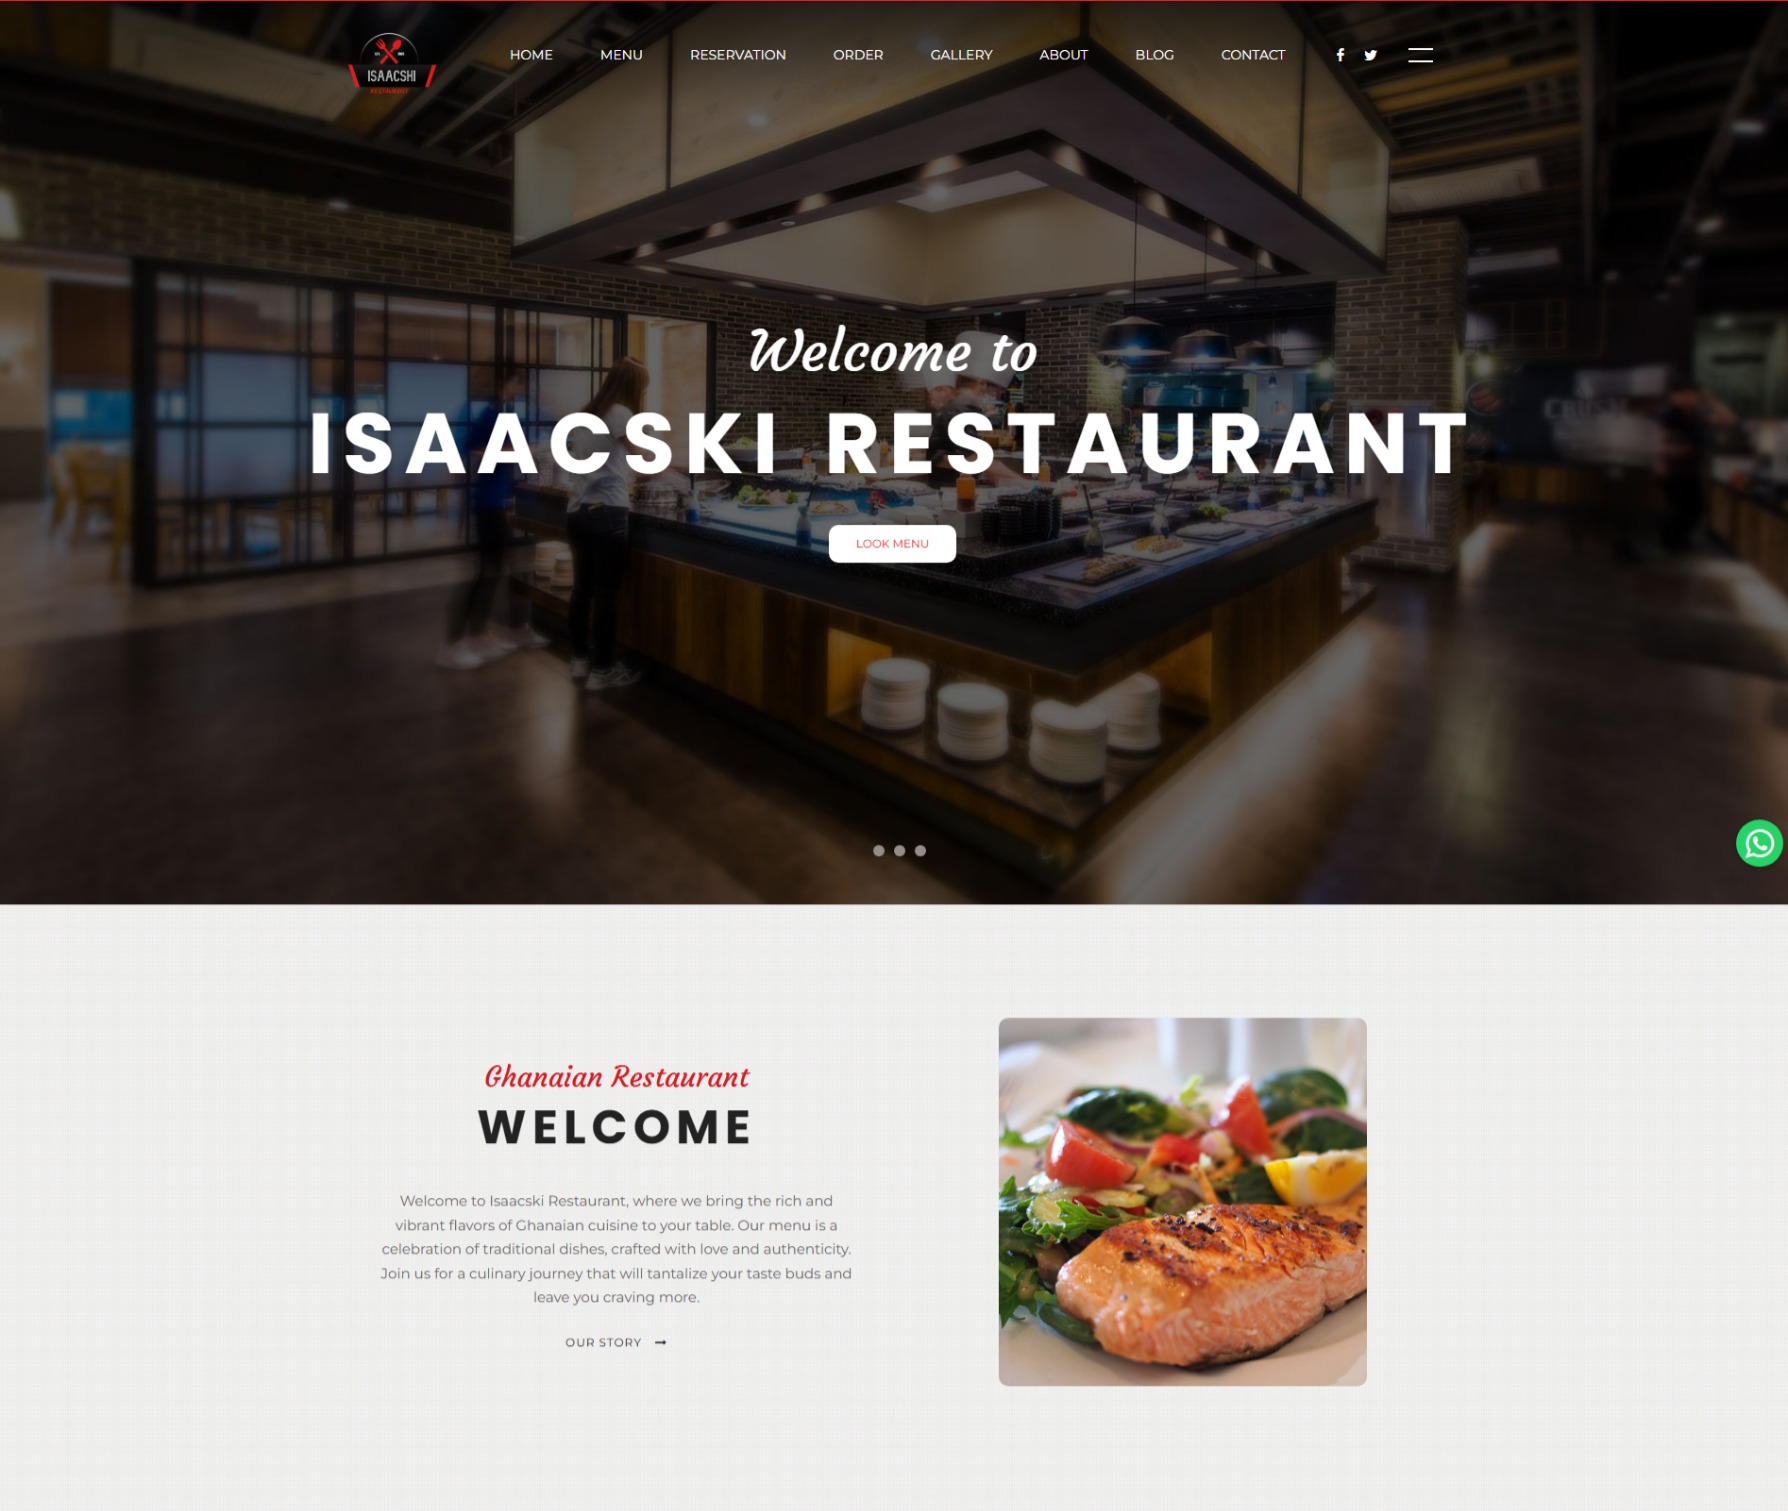 ISAACSHI
RESTAURANT
HOME MENU RESERVATION ORDER GALLERY ABOUT BLOG CONTACT
Welcome to
ISAACSKI RESTAURANT
LOOK MENU
CRUSH
Ghanaian Restaurant
WELCOME
Welcome to Isaacski Restaurant, where we bring the rich and
vibrant flavors of Ghanaian cuisine to your table. Our menu is a
celebration of traditional dishes, crafted with love and authenticity.
Join us for a culinary journey that will tantalize your taste buds and
leave you craving more.
OUR STORY